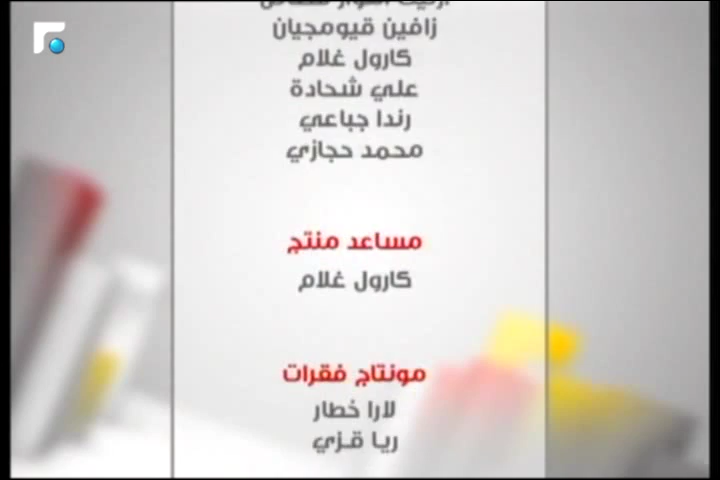 زافين قيومجيان
كارول غلام
علي شحادة
رندا جباعي
محمد حجازي
مساعد منتج
كارول غلام
مونتاج فقرات
لارا خطار
ريا قزي